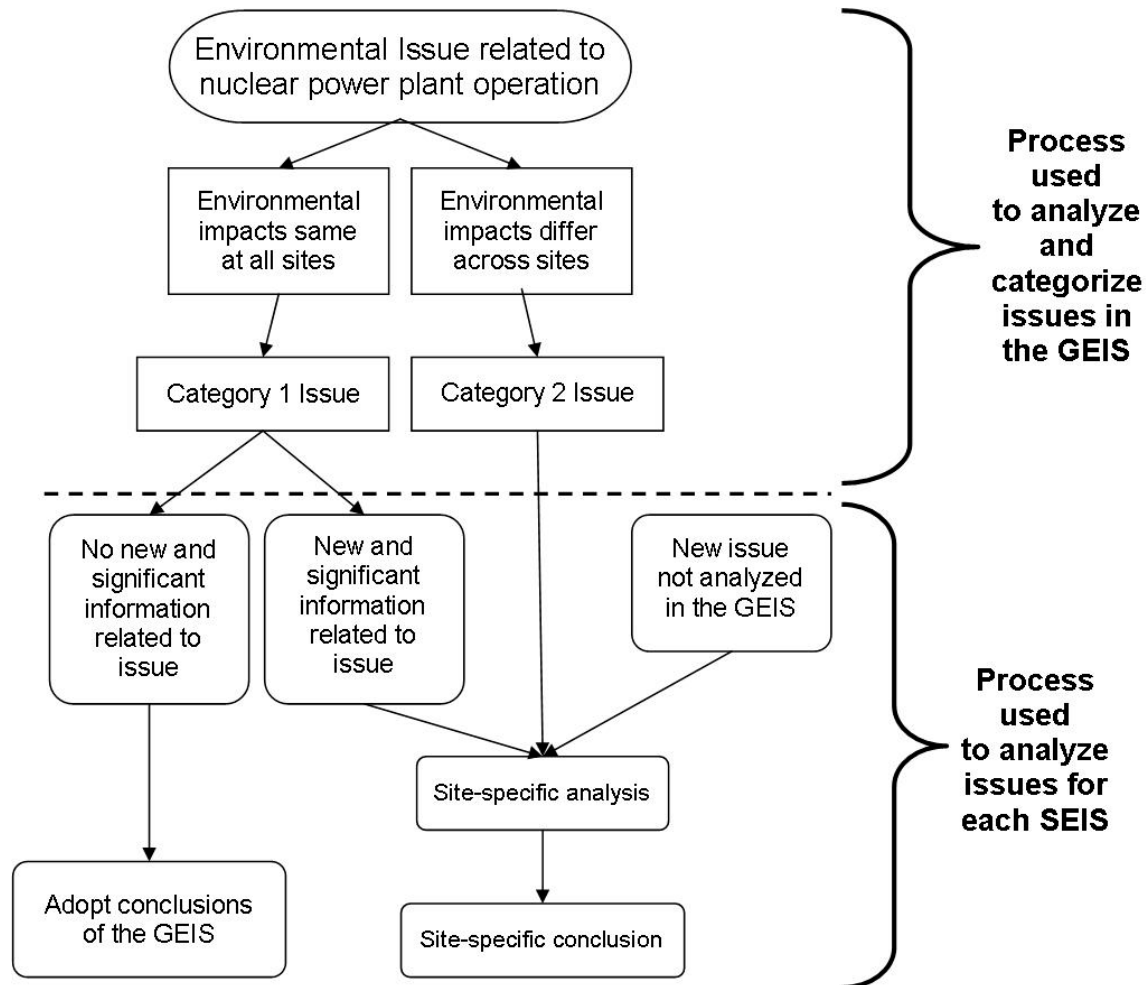 Environmental Issue related to
nuclear power plant operation
Process
used
to analyze
and
categorize
issues in
the GEIS
Environmental
impacts same
at all sites
Environmental
impacts differ
across sites
Category 1 Issue
Category 2 Issue
No new and
significant
information
related to
issue
New and
significant
information
related to
issue
New issue
not analyzed
in the GEIS
Process
used
to analyze
issues for
each SEIS
Site-specific analysis
Adopt conclusions
of the GEIS
Site-specific conclusion